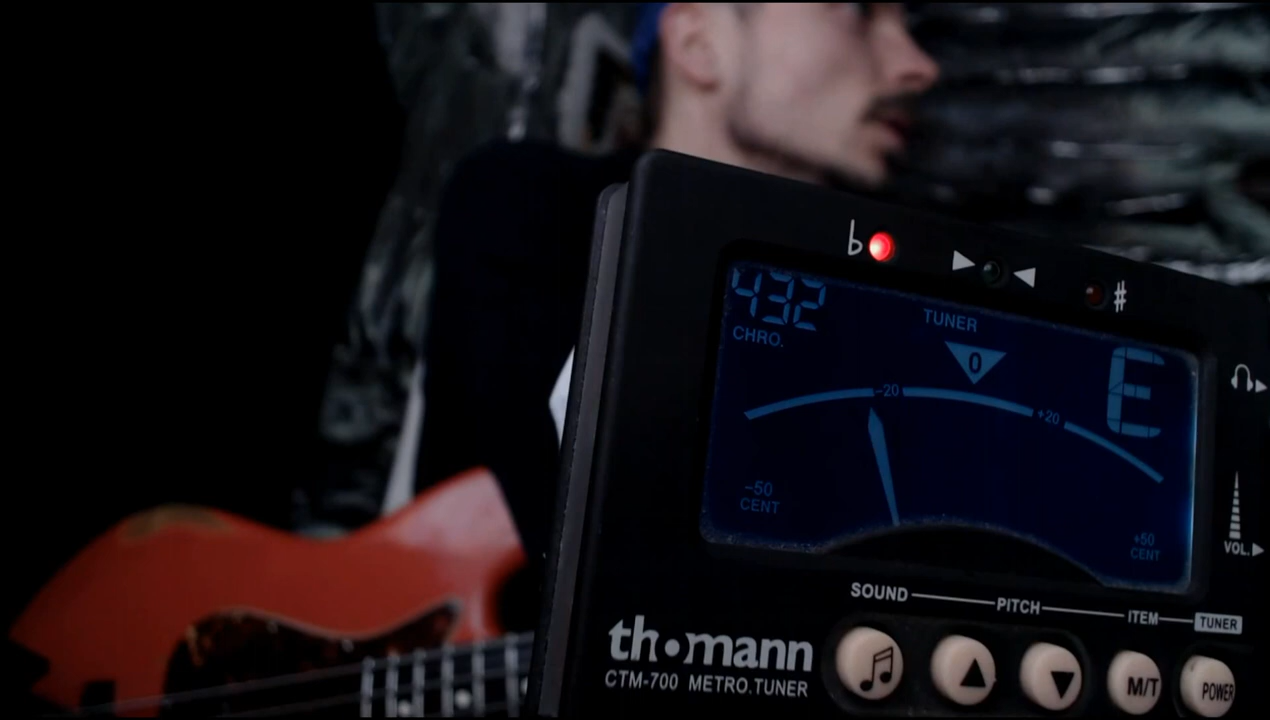 ♭ #
432
CHRO.
TUNER
0
E
−20
+20
−50
CENT
+50
CENT
VOL.
SOUND PITCH ITEM TUNER
th•mann
CTM-700 METRO.TUNER
M/T
POWER